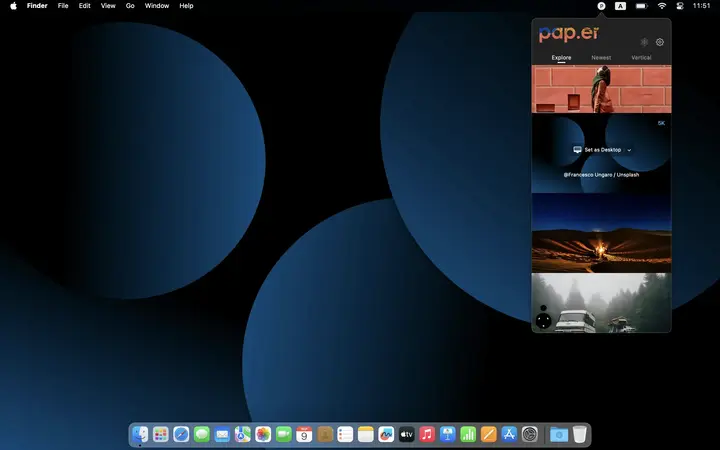 Finder File Edit View Go Window Help
A
11:51
pap.er
Explore Newest Vertical
5K
Set as Desktop
@Francesco Ungaro / Unsplash
9
tv